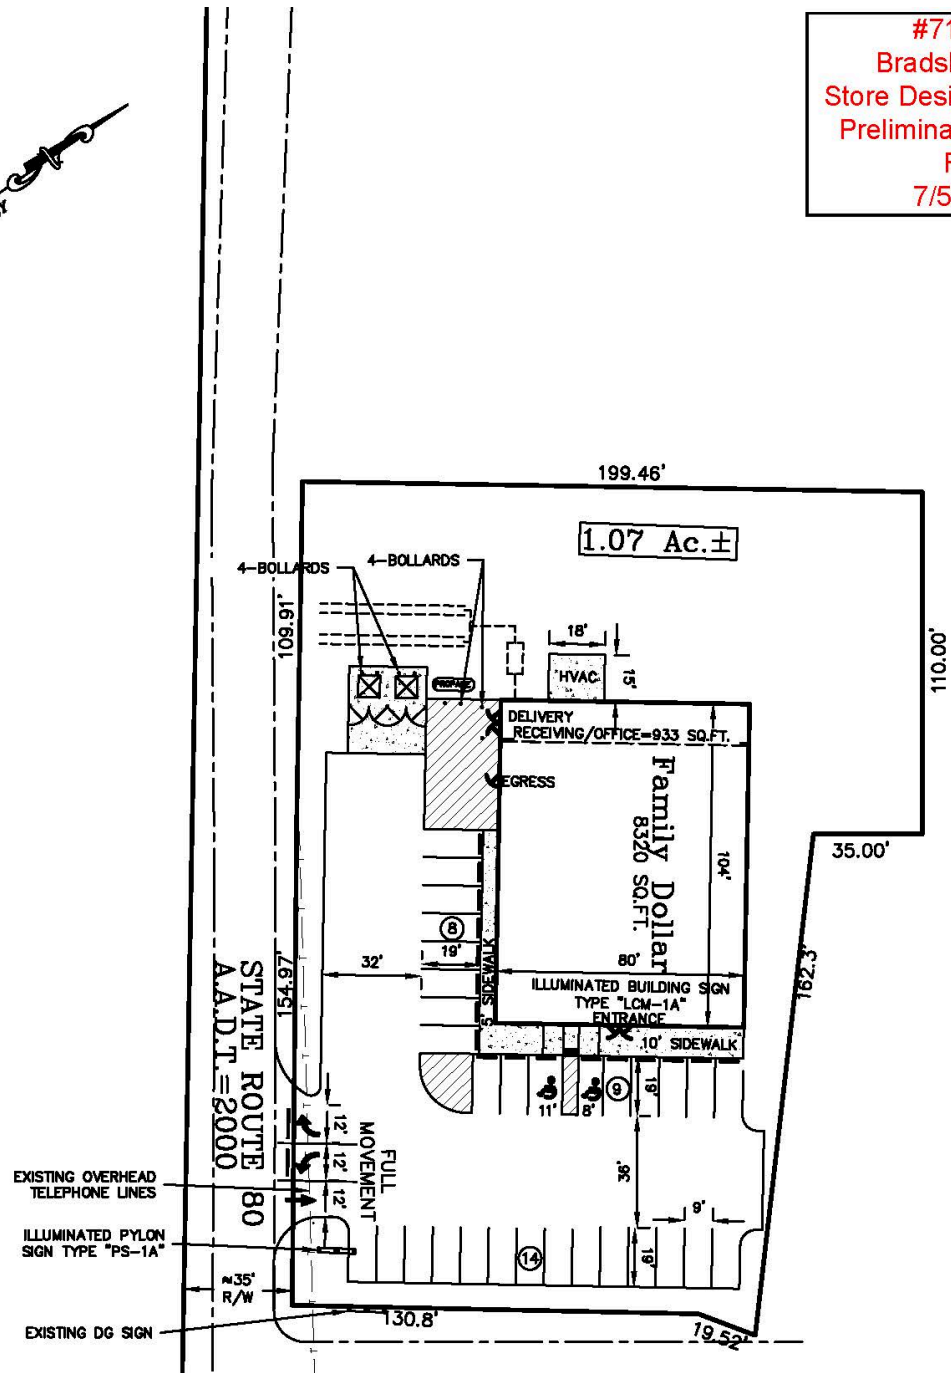 #71
Store Desi
7/5
199.46'
1.07 Ac.±
4-BOLLARDS
4-BOLLARDS
109.91'
110.00'
18'
HVAC
15'
PROPANE
DELIVERY
RECEIVING/OFFICE=933 SQ.FT.
EGRESS
Family Dollar
8320 SQ.FT.
104'
35.00'
8
19'
32'
5' SIDEWALK
80'
ILLUMINATED BUILDING SIGN
TYPE "LCM-1A"
ENTRANCE
10' SIDEWALK
162.3'
154.97'
STATE ROUTE 80
A.A.D.T.=2000
11'
8'
9
19'
12'
12'
12'
FULL
MOVEMENT
36'
9'
EXISTING OVERHEAD
TELEPHONE LINES
ILLUMINATED PYLON
SIGN TYPE "PS-1A"
14
19'
≈35'
R/W
EXISTING DG SIGN
130.8'
19.52'